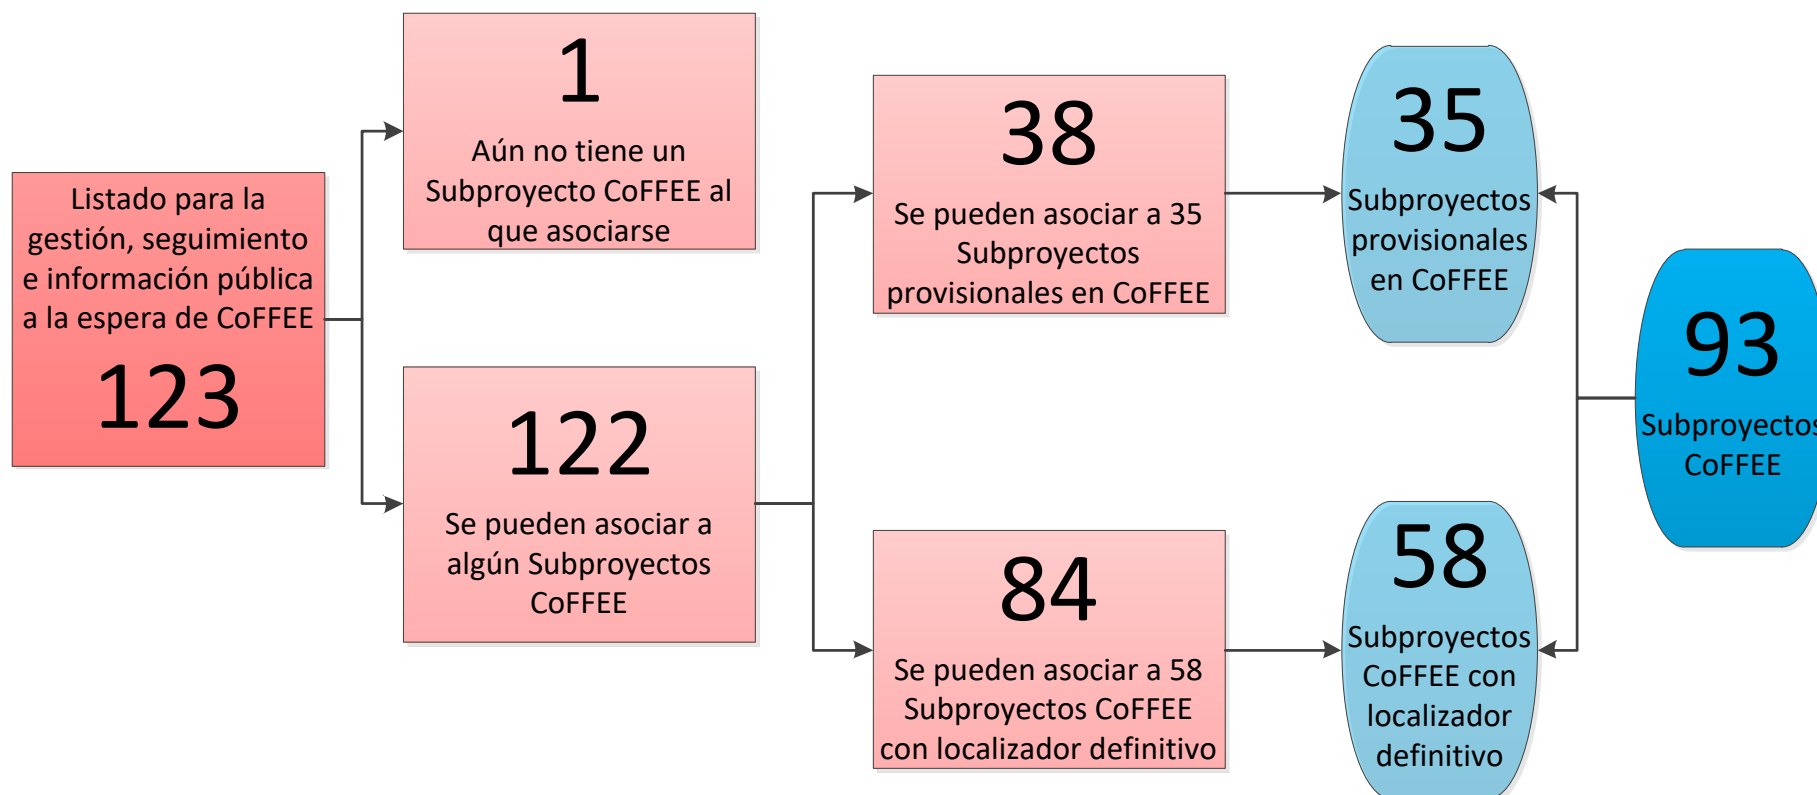 Listado para la
gestión, seguimiento
e información pública
a la espera de CoFFEE
123
1
Aún no tiene un
Subproyecto CoFFEE al
que asociarse
122
Se pueden asociar a
algún Subproyectos
CoFFEE
38
Se pueden asociar a 35
Subproyectos
provisionales en CoFFEE
84
Se pueden asociar a 58
Subproyectos CoFFEE
con localizador definitivo
35
Subproyectos
provisionales
en CoFFEE
58
Subproyectos
CoFFEE con
localizador
definitivo
93
Subproyectos
CoFFEE